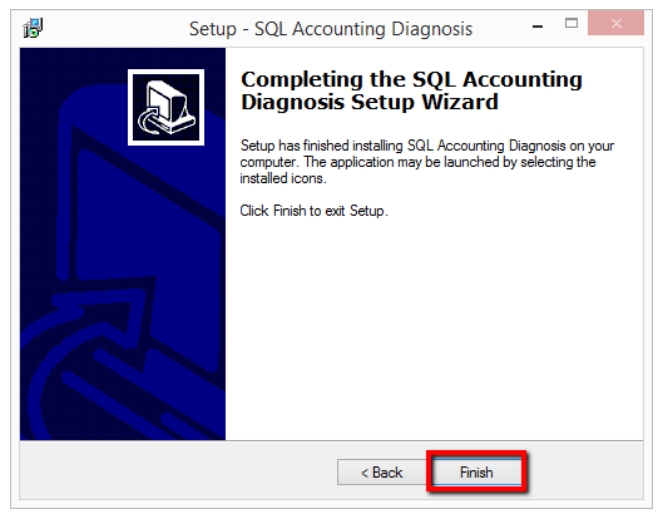 Setup - SQL Accounting Diagnosis
Completing the SQL Accounting
Diagnosis Setup Wizard
Setup has finished installing SQL Accounting Diagnosis on your
computer. The application may be launched by selecting the
installed icons.
Click Finish to exit Setup.
< Back
Finish